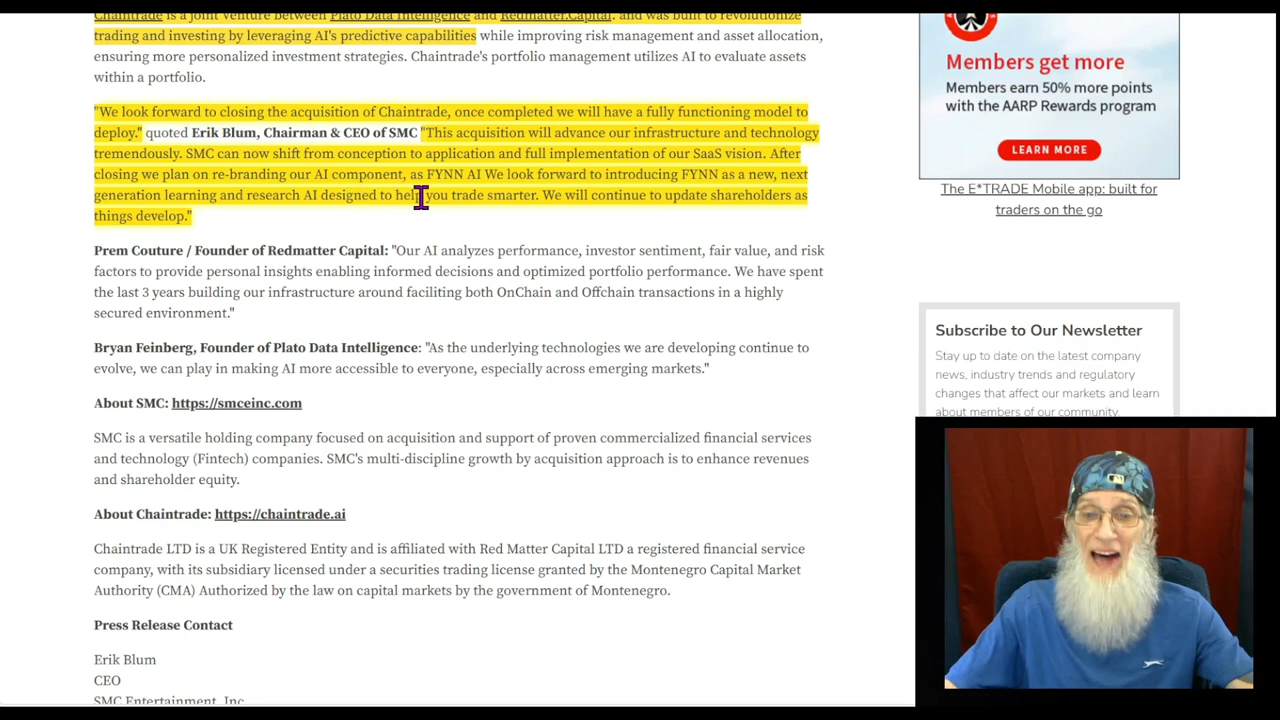 Chaintrade is a joint venture between Plato Data Intelligence and Redmatter.Capital. and was built to revolutionize
trading and investing by leveraging AI's predictive capabilities while improving risk management and asset allocation,
ensuring more personalized investment strategies. Chaintrade's portfolio management utilizes AI to evaluate assets
within a portfolio.
"We look forward to closing the acquisition of Chaintrade, once completed we will have a fully functioning model to
deploy." quoted Erik Blum, Chairman & CEO of SMC "This acquisition will advance our infrastructure and technology
tremendously. SMC can now shift from conception to application and full implementation of our SaaS vision. After
closing we plan on re-branding our AI component, as FYNN AI We look forward to introducing FYNN as a new, next
generation learning and research AI designed to help you trade smarter. We will continue to update shareholders as
things develop."
Prem Couture / Founder of Redmatter Capital: "Our AI analyzes performance, investor sentiment, fair value, and risk
factors to provide personal insights enabling informed decisions and optimized portfolio performance. We have spent
the last 3 years building our infrastructure around faciliting both OnChain and Offchain transactions in a highly
secured environment."
Bryan Feinberg, Founder of Plato Data Intelligence: "As the underlying technologies we are developing continue to
evolve, we can play in making AI more accessible to everyone, especially across emerging markets."
About SMC: https://smceinc.com
SMC is a versatile holding company focused on acquisition and support of proven commercialized financial services
and technology (Fintech) companies. SMC's multi-discipline growth by acquisition approach is to enhance revenues
and shareholder equity.
About Chaintrade: https://chaintrade.ai
Chaintrade LTD is a UK Registered Entity and is affiliated with Red Matter Capital LTD a registered financial service
company, with its subsidiary licensed under a securities trading license granted by the Montenegro Capital Market
Authority (CMA) Authorized by the law on capital markets by the government of Montenegro.
Press Release Contact
Erik Blum
CEO
SMC Entertainment, Inc
Members get more
Members earn 50% more points
with the AARP Rewards program
LEARN MORE
The E*TRADE Mobile app: built for
traders on the go
Subscribe to Our Newsletter
Stay up to date on the latest company
news, industry trends and regulatory
changes that affect our markets and learn
about members of our community.